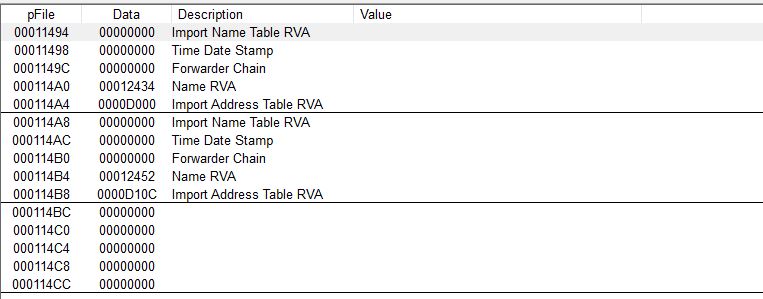 pFile Data Description Value
00011494 00000000 Import Name Table RVA
00011498 00000000 Time Date Stamp
0001149C 00000000 Forwarder Chain
000114A0 00012434 Name RVA
000114A4 0000D000 Import Address Table RVA
000114A8 00000000 Import Name Table RVA
000114AC 00000000 Time Date Stamp
000114B0 00000000 Forwarder Chain
000114B4 00012452 Name RVA
000114B8 0000D10C Import Address Table RVA
000114BC 00000000
000114C0 00000000
000114C4 00000000
000114C8 00000000
000114CC 00000000